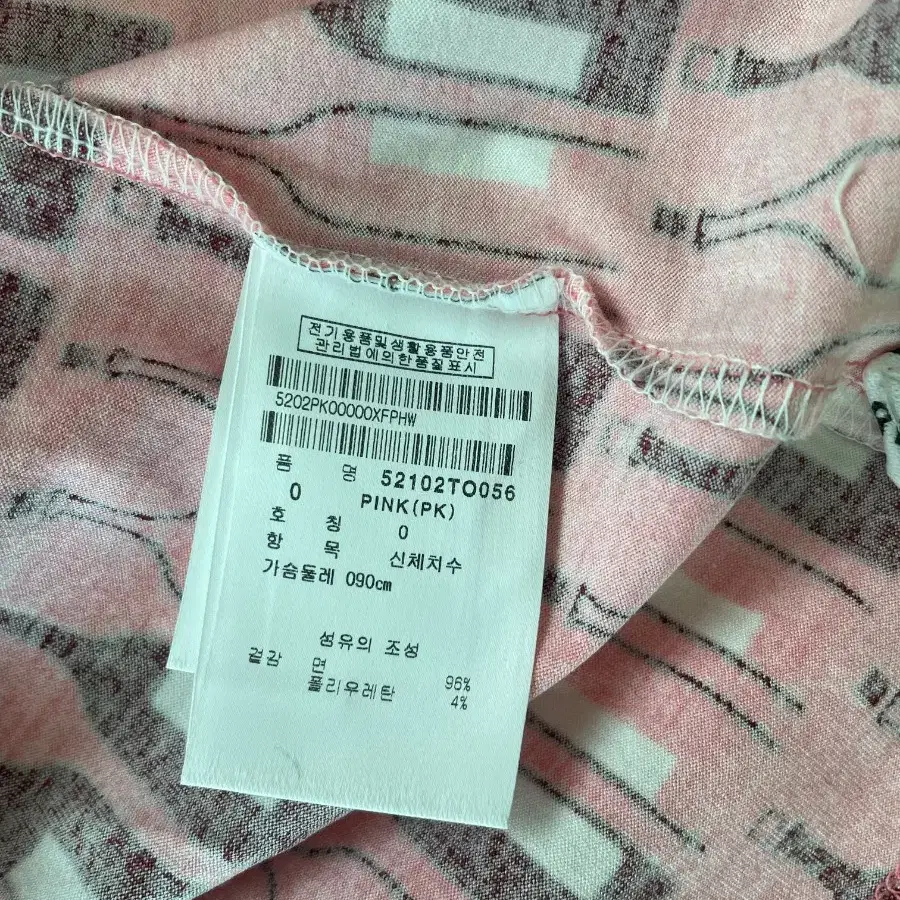 전기용품및생활용품안전
관리법에의한품질표시
5202PK00000XFPHW
품 명 52102TO056
0 PINK(PK)
호 칭 0
항 목 신체치수
가슴둘레 090cm
섬유의 조성
겉감 면 96%
폴리우레탄 4%